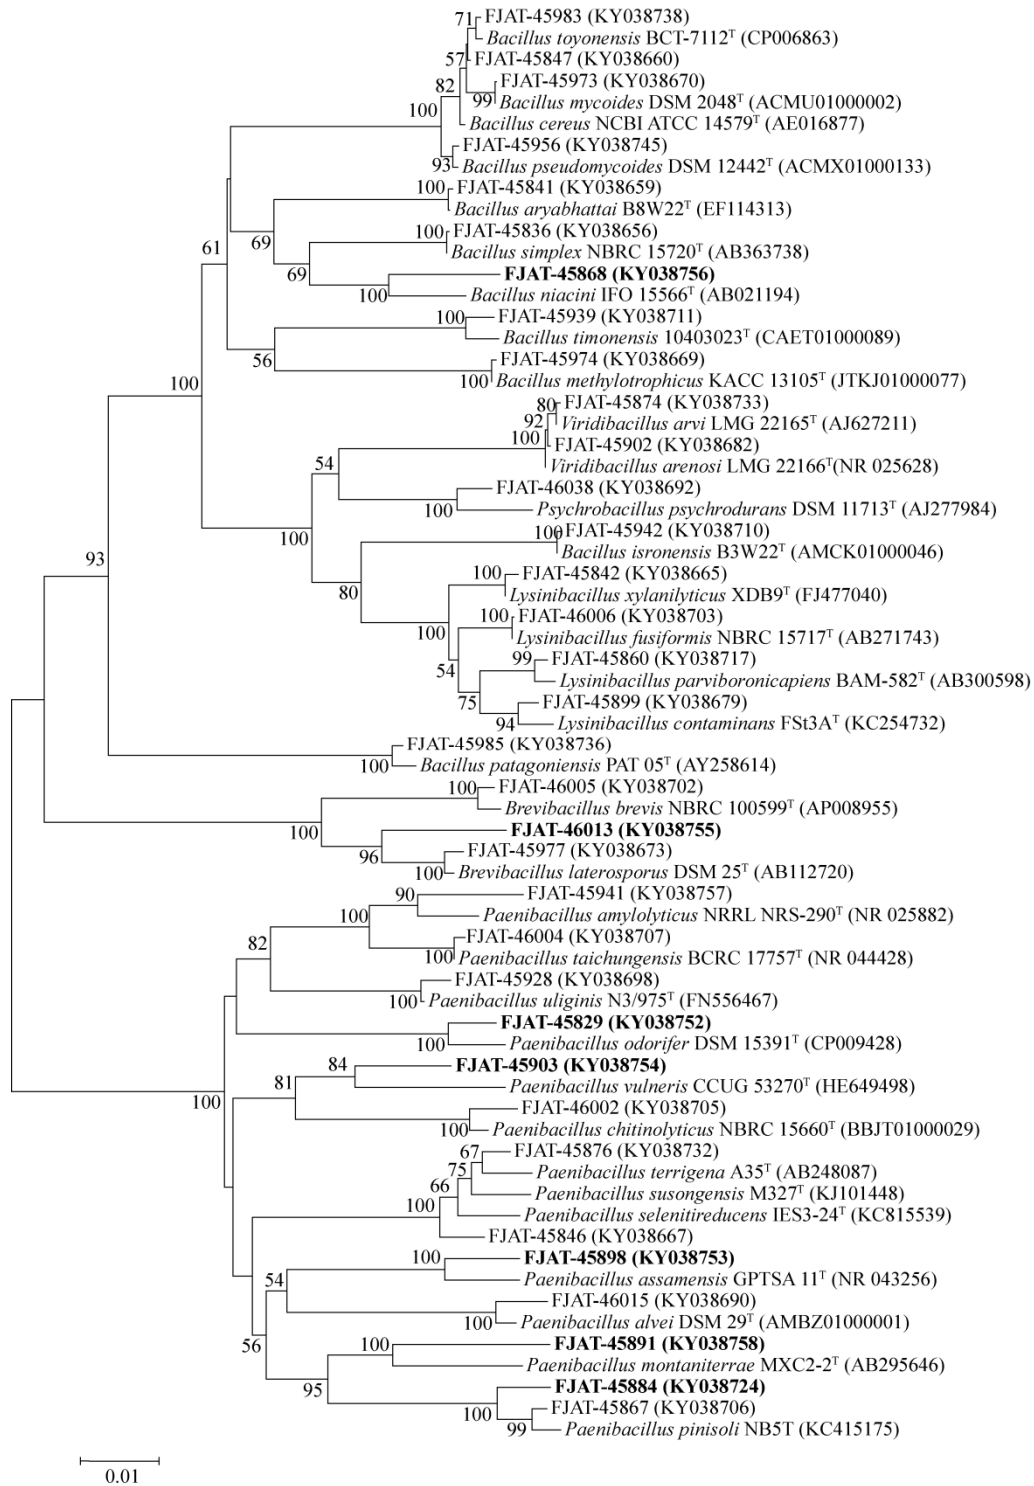 71 FJAT-45983 (KY038738)
Bacillus toyonensis BCT-7112ᵀ (CP006863)
57 FJAT-45847 (KY038660)
82 FJAT-45973 (KY038670)
99 Bacillus mycoides DSM 2048ᵀ (ACMU01000002)
100
Bacillus cereus NCBI ATCC 14579ᵀ (AE016877)
FJAT-45956 (KY038745)
93 Bacillus pseudomycoides DSM 12442ᵀ (ACMX01000133)
100 FJAT-45841 (KY038659)
Bacillus aryabhattai B8W22ᵀ (EF114313)
100 FJAT-45836 (KY038656)
61 69
Bacillus simplex NBRC 15720ᵀ (AB363738)
69 FJAT-45868 (KY038756)
100 Bacillus niacini IFO 15566ᵀ (AB021194)
100 FJAT-45939 (KY038711)
Bacillus timonensis 10403023ᵀ (CAET01000089)
56 FJAT-45974 (KY038669)
100 100 Bacillus methylotrophicus KACC 13105ᵀ (JTKJ01000077)
80 FJAT-45874 (KY038733)
92 Viridibacillus arvi LMG 22165ᵀ (AJ627211)
100 FJAT-45902 (KY038682)
54 Viridibacillus arenosi LMG 22166ᵀ(NR 025628)
FJAT-46038 (KY038692)
100 Psychrobacillus psychrodurans DSM 11713ᵀ (AJ277984)
100 100 FJAT-45942 (KY038710)
93 Bacillus isronensis B3W22ᵀ (AMCK01000046)
100 FJAT-45842 (KY038665)
80 Lysinibacillus xylanilyticus XDB9ᵀ (FJ477040)
100 FJAT-46006 (KY038703)
100 Lysinibacillus fusiformis NBRC 15717ᵀ (AB271743)
54 99 FJAT-45860 (KY038717)
Lysinibacillus parviboronicapiens BAM-582ᵀ (AB300598)
75 FJAT-45899 (KY038679)
94 Lysinibacillus contaminans FSt3Aᵀ (KC254732)
FJAT-45985 (KY038736)
100 Bacillus patagoniensis PAT 05ᵀ (AY258614)
100 FJAT-46005 (KY038702)
Brevibacillus brevis NBRC 100599ᵀ (AP008955)
100 FJAT-46013 (KY038755)
96 FJAT-45977 (KY038673)
100 Brevibacillus laterosporus DSM 25ᵀ (AB112720)
90 FJAT-45941 (KY038757)
100 Paenibacillus amylolyticus NRRL NRS-290ᵀ (NR 025882)
82 FJAT-46004 (KY038707)
100 Paenibacillus taichungensis BCRC 17757ᵀ (NR 044428)
FJAT-45928 (KY038698)
100 Paenibacillus uliginis N3/975ᵀ (FN556467)
FJAT-45829 (KY038752)
100 Paenibacillus odorifer DSM 15391ᵀ (CP009428)
84 FJAT-45903 (KY038754)
81 Paenibacillus vulneris CCUG 53270ᵀ (HE649498)
100 FJAT-46002 (KY038705)
100 Paenibacillus chitinolyticus NBRC 15660ᵀ (BBJT01000029)
67 FJAT-45876 (KY038732)
75 Paenibacillus terrigena A35ᵀ (AB248087)
66 Paenibacillus susongensis M327ᵀ (KJ101448)
100 Paenibacillus selenitireducens IES3-24ᵀ (KC815539)
FJAT-45846 (KY038667)
100 FJAT-45898 (KY038753)
54 Paenibacillus assamensis GPTSA 11ᵀ (NR 043256)
FJAT-46015 (KY038690)
100 Paenibacillus alvei DSM 29ᵀ (AMBZ01000001)
56 100 FJAT-45891 (KY038758)
Paenibacillus montaniterrae MXC2-2ᵀ (AB295646)
95 FJAT-45884 (KY038724)
100 FJAT-45867 (KY038706)
99 Paenibacillus pinisoli NB5T (KC415175)
0.01